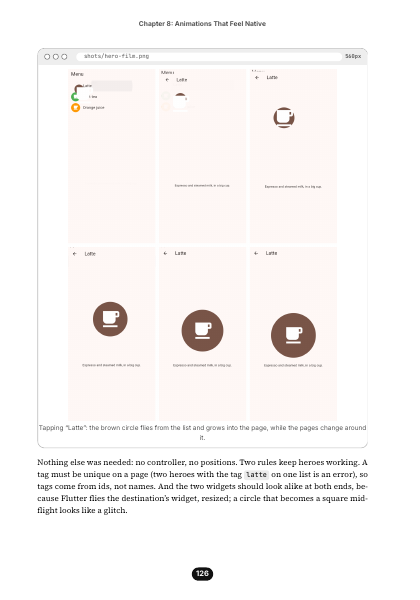 Chapter 8: Animations That Feel Native
shots/hero-film.png
560px
Menu
Latte
Orange juice
Menu
← Latte
Espresso and steamed milk, in a big cup.
← Latte
Espresso and steamed milk, in a big cup.
← Latte
Espresso and steamed milk, in a big cup.
← Latte
Espresso and steamed milk, in a big cup.
← Latte
Espresso and steamed milk, in a big cup.
Tapping "Latte": the brown circle flies from the list and grows into the page, while the pages change around
it.
Nothing else was needed: no controller, no positions. Two rules keep heroes working. A
tag must be unique on a page (two heroes with the tag latte on one list is an error), so
tags come from ids, not names. And the two widgets should look alike at both ends, be-
cause Flutter flies the destination's widget, resized; a circle that becomes a square mid-
flight looks like a glitch.
126